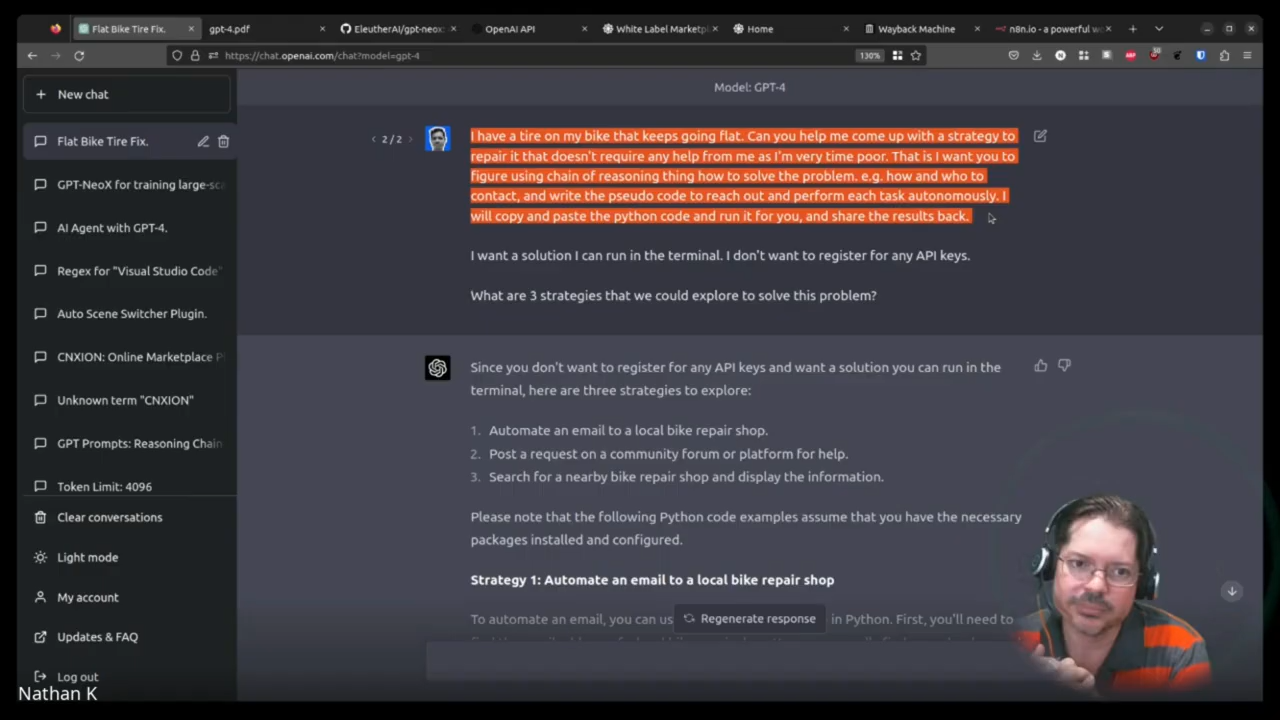 Flat Bike Tire Fix.
gpt-4.pdf
EleutherAI/gpt-neox
OpenAI API
White Label Marketpl
Home
Wayback Machine
n8n.io - a powerful wo
https://chat.openai.com/chat?model=gpt-4
130%
New chat
Flat Bike Tire Fix.
GPT-NeoX for training large-sca
AI Agent with GPT-4.
Regex for "Visual Studio Code"
Auto Scene Switcher Plugin.
CNXION: Online Marketplace P
Unknown term "CNXION"
GPT Prompts: Reasoning Chain
Token Limit: 4096
Clear conversations
Light mode
My account
Updates & FAQ
Log out
Nathan K
Model: GPT-4
< 2 / 2 >
I have a tire on my bike that keeps going flat. Can you help me come up with a strategy to
repair it that doesn't require any help from me as I'm very time poor. That is I want you to
figure using chain of reasoning thing how to solve the problem. e.g. how and who to
contact, and write the pseudo code to reach out and perform each task autonomously. I
will copy and paste the python code and run it for you, and share the results back.
I want a solution I can run in the terminal. I don't want to register for any API keys.
What are 3 strategies that we could explore to solve this problem?
Since you don't want to register for any API keys and want a solution you can run in the
terminal, here are three strategies to explore:
1. Automate an email to a local bike repair shop.
2. Post a request on a community forum or platform for help.
3. Search for a nearby bike repair shop and display the information.
Please note that the following Python code examples assume that you have the necessary
packages installed and configured.
Strategy 1: Automate an email to a local bike repair shop
To automate an email, you can us
in Python. First, you'll need to
Regenerate response